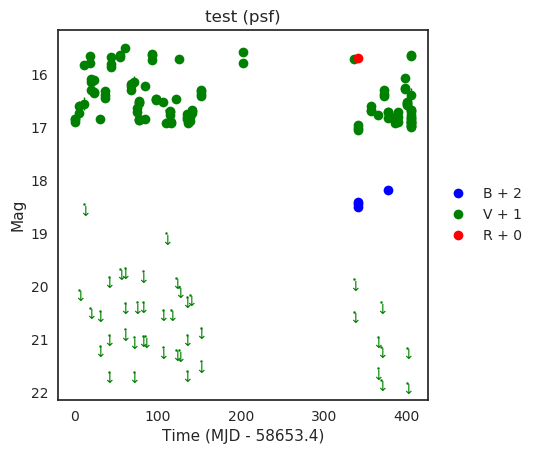 test (psf)
16
17
18
19
20
21
22
Mag
0
100
200
300
400
Time (MJD - 58653.4)
B + 2
V + 1
R + 0